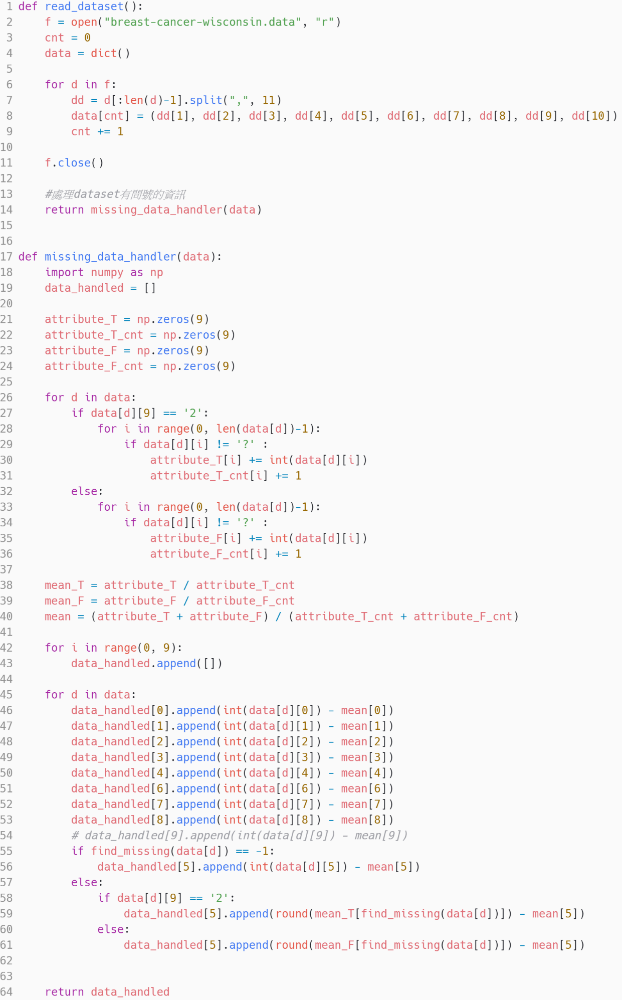 1 def read_dataset():
2     f = open("breast-cancer-wisconsin.data", "r")
3     cnt = 0
4     data = dict()
5
6     for d in f:
7         dd = d[:len(d)-1].split(",", 11)
8         data[cnt] = (dd[1], dd[2], dd[3], dd[4], dd[5], dd[6], dd[7], dd[8], dd[9], dd[10])
9         cnt += 1
10
11     f.close()
12
13     #處理dataset有問號的資訊
14     return missing_data_handler(data)
15
16
17 def missing_data_handler(data):
18     import numpy as np
19     data_handled = []
20
21     attribute_T = np.zeros(9)
22     attribute_T_cnt = np.zeros(9)
23     attribute_F = np.zeros(9)
24     attribute_F_cnt = np.zeros(9)
25
26     for d in data:
27         if data[d][9] == '2':
28             for i in range(0, len(data[d])-1):
29                 if data[d][i] != '?' :
30                     attribute_T[i] += int(data[d][i])
31                     attribute_T_cnt[i] += 1
32         else:
33             for i in range(0, len(data[d])-1):
34                 if data[d][i] != '?' :
35                     attribute_F[i] += int(data[d][i])
36                     attribute_F_cnt[i] += 1
37
38     mean_T = attribute_T / attribute_T_cnt
39     mean_F = attribute_F / attribute_F_cnt
40     mean = (attribute_T + attribute_F) / (attribute_T_cnt + attribute_F_cnt)
41
42     for i in range(0, 9):
43         data_handled.append([])
44
45     for d in data:
46         data_handled[0].append(int(data[d][0]) - mean[0])
47         data_handled[1].append(int(data[d][1]) - mean[1])
48         data_handled[2].append(int(data[d][2]) - mean[2])
49         data_handled[3].append(int(data[d][3]) - mean[3])
50         data_handled[4].append(int(data[d][4]) - mean[4])
51         data_handled[6].append(int(data[d][6]) - mean[6])
52         data_handled[7].append(int(data[d][7]) - mean[7])
53         data_handled[8].append(int(data[d][8]) - mean[8])
54         # data_handled[9].append(int(data[d][9]) - mean[9])
55         if find_missing(data[d]) == -1:
56             data_handled[5].append(int(data[d][5]) - mean[5])
57         else:
58             if data[d][9] == '2':
59                 data_handled[5].append(round(mean_T[find_missing(data[d])]) - mean[5])
60             else:
61                 data_handled[5].append(round(mean_F[find_missing(data[d])]) - mean[5])
62
63
64     return data_handled